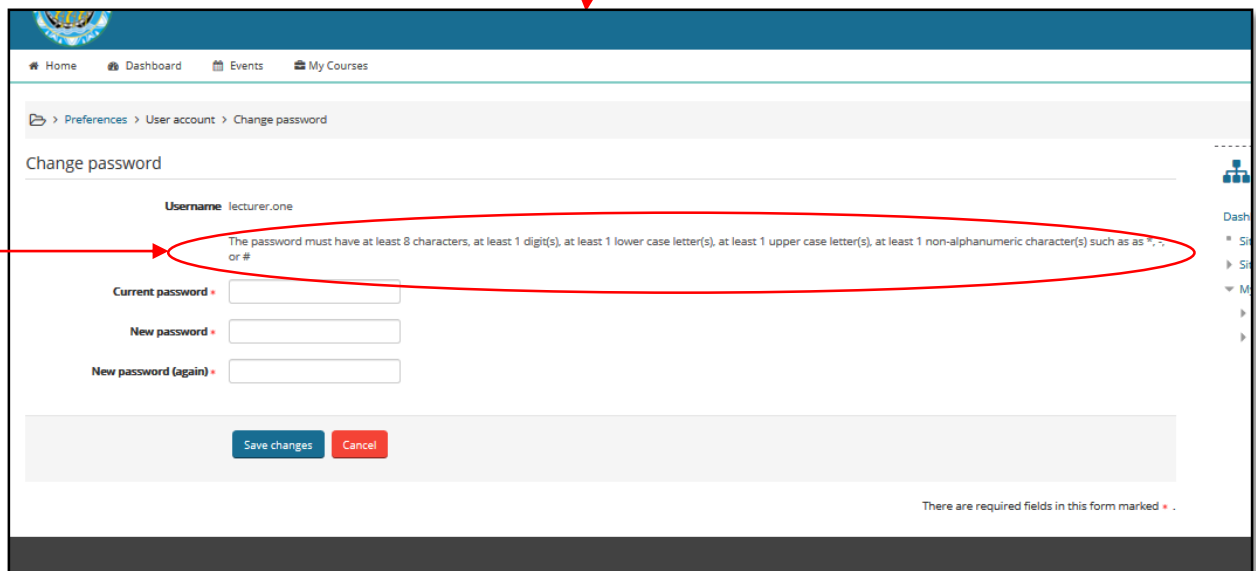 Home Dashboard Events My Courses
> Preferences > User account > Change password
Change password
Username lecturer.one
The password must have at least 8 characters, at least 1 digit(s), at least 1 lower case letter(s), at least 1 upper case letter(s), at least 1 non-alphanumeric character(s) such as as *, -,
or #
Current password *
New password *
New password (again) *
Save changes Cancel
There are required fields in this form marked * .
Dash
Sit
Sit
My